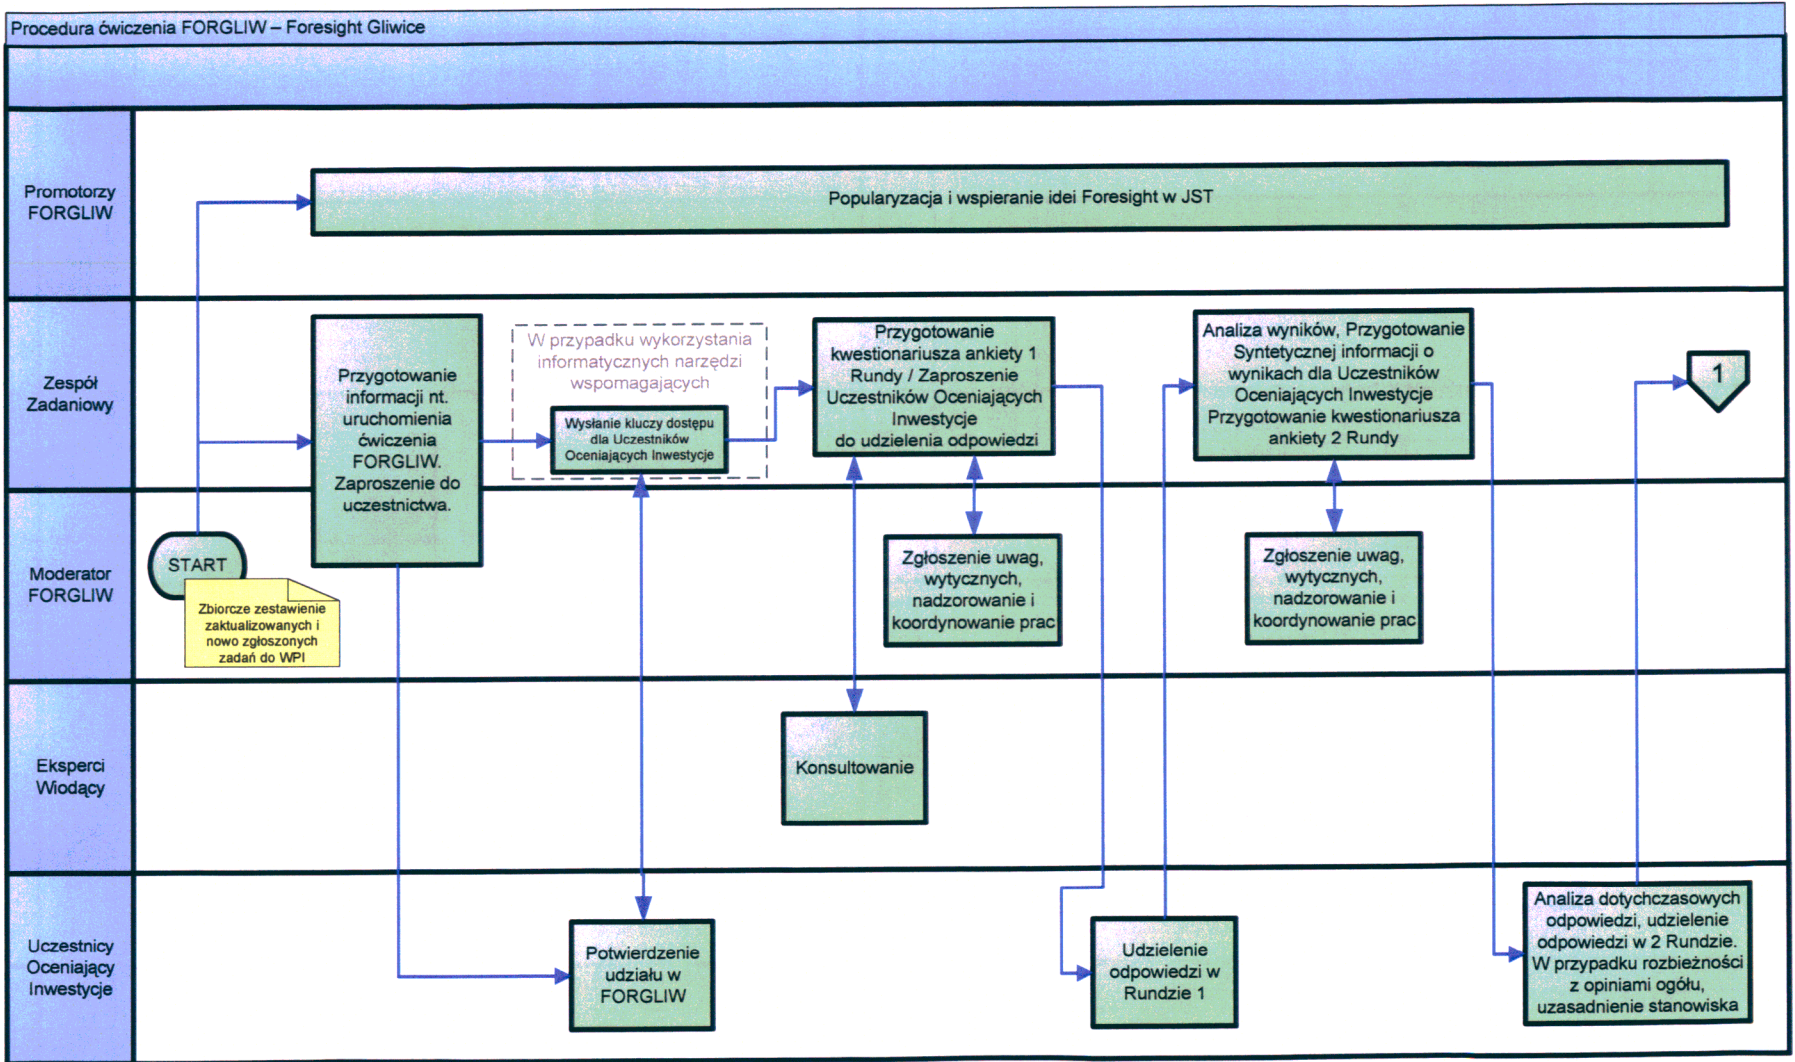 Procedura ćwiczenia FORGLIW – Foresight Gliwice
Promotorzy
FORGLIW
Popularyzacja i wspieranie idei Foresight w JST
Zespół
Zadaniowy
Przygotowanie
informacji nt.
uruchomienia
ćwiczenia
FORGLIW.
Zaproszenie do
uczestnictwa.
W przypadku wykorzystania
informatycznych narzędzi
wspomagających
Wysłanie kluczy dostępu
dla Uczestników
Oceniających Inwestycje
Przygotowanie
kwestionariusza ankiety 1
Rundy / Zaproszenie
Uczestników Oceniających
Inwestycje
do udzielenia odpowiedzi
Analiza wyników, Przygotowanie
Syntetycznej informacji o
wynikach dla Uczestników
Oceniających Inwestycje
Przygotowanie kwestionariusza
ankiety 2 Rundy
1
Moderator
FORGLIW
START
Zbiorcze zestawienie
zaktualizowanych i
nowo zgłoszonych
zadań do WPI
Zgłoszenie uwag,
wytycznych,
nadzorowanie i
koordynowanie prac
Zgłoszenie uwag,
wytycznych,
nadzorowanie i
koordynowanie prac
Eksperci
Wiodący
Konsultowanie
Uczestnicy
Oceniający
Inwestycje
Potwierdzenie
udziału w
FORGLIW
Udzielenie
odpowiedzi w
Rundzie 1
Analiza dotychczasowych
odpowiedzi, udzielenie
odpowiedzi w 2 Rundzie.
W przypadku rozbieżności
z opiniami ogółu,
uzasadnienie stanowiska